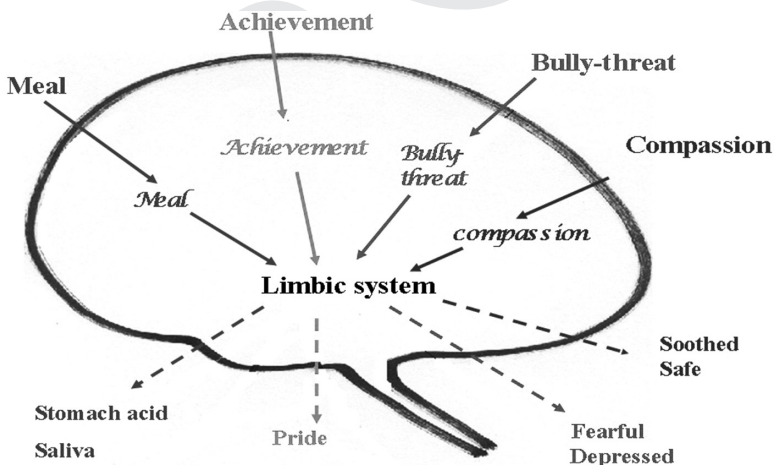 Achievement
Bully-threat
Meal
Compassion
Achievement
Bully-
threat
Meal
compassion
Limbic system
Soothed
Safe
Stomach acid
Saliva
Pride
Fearful
Depressed